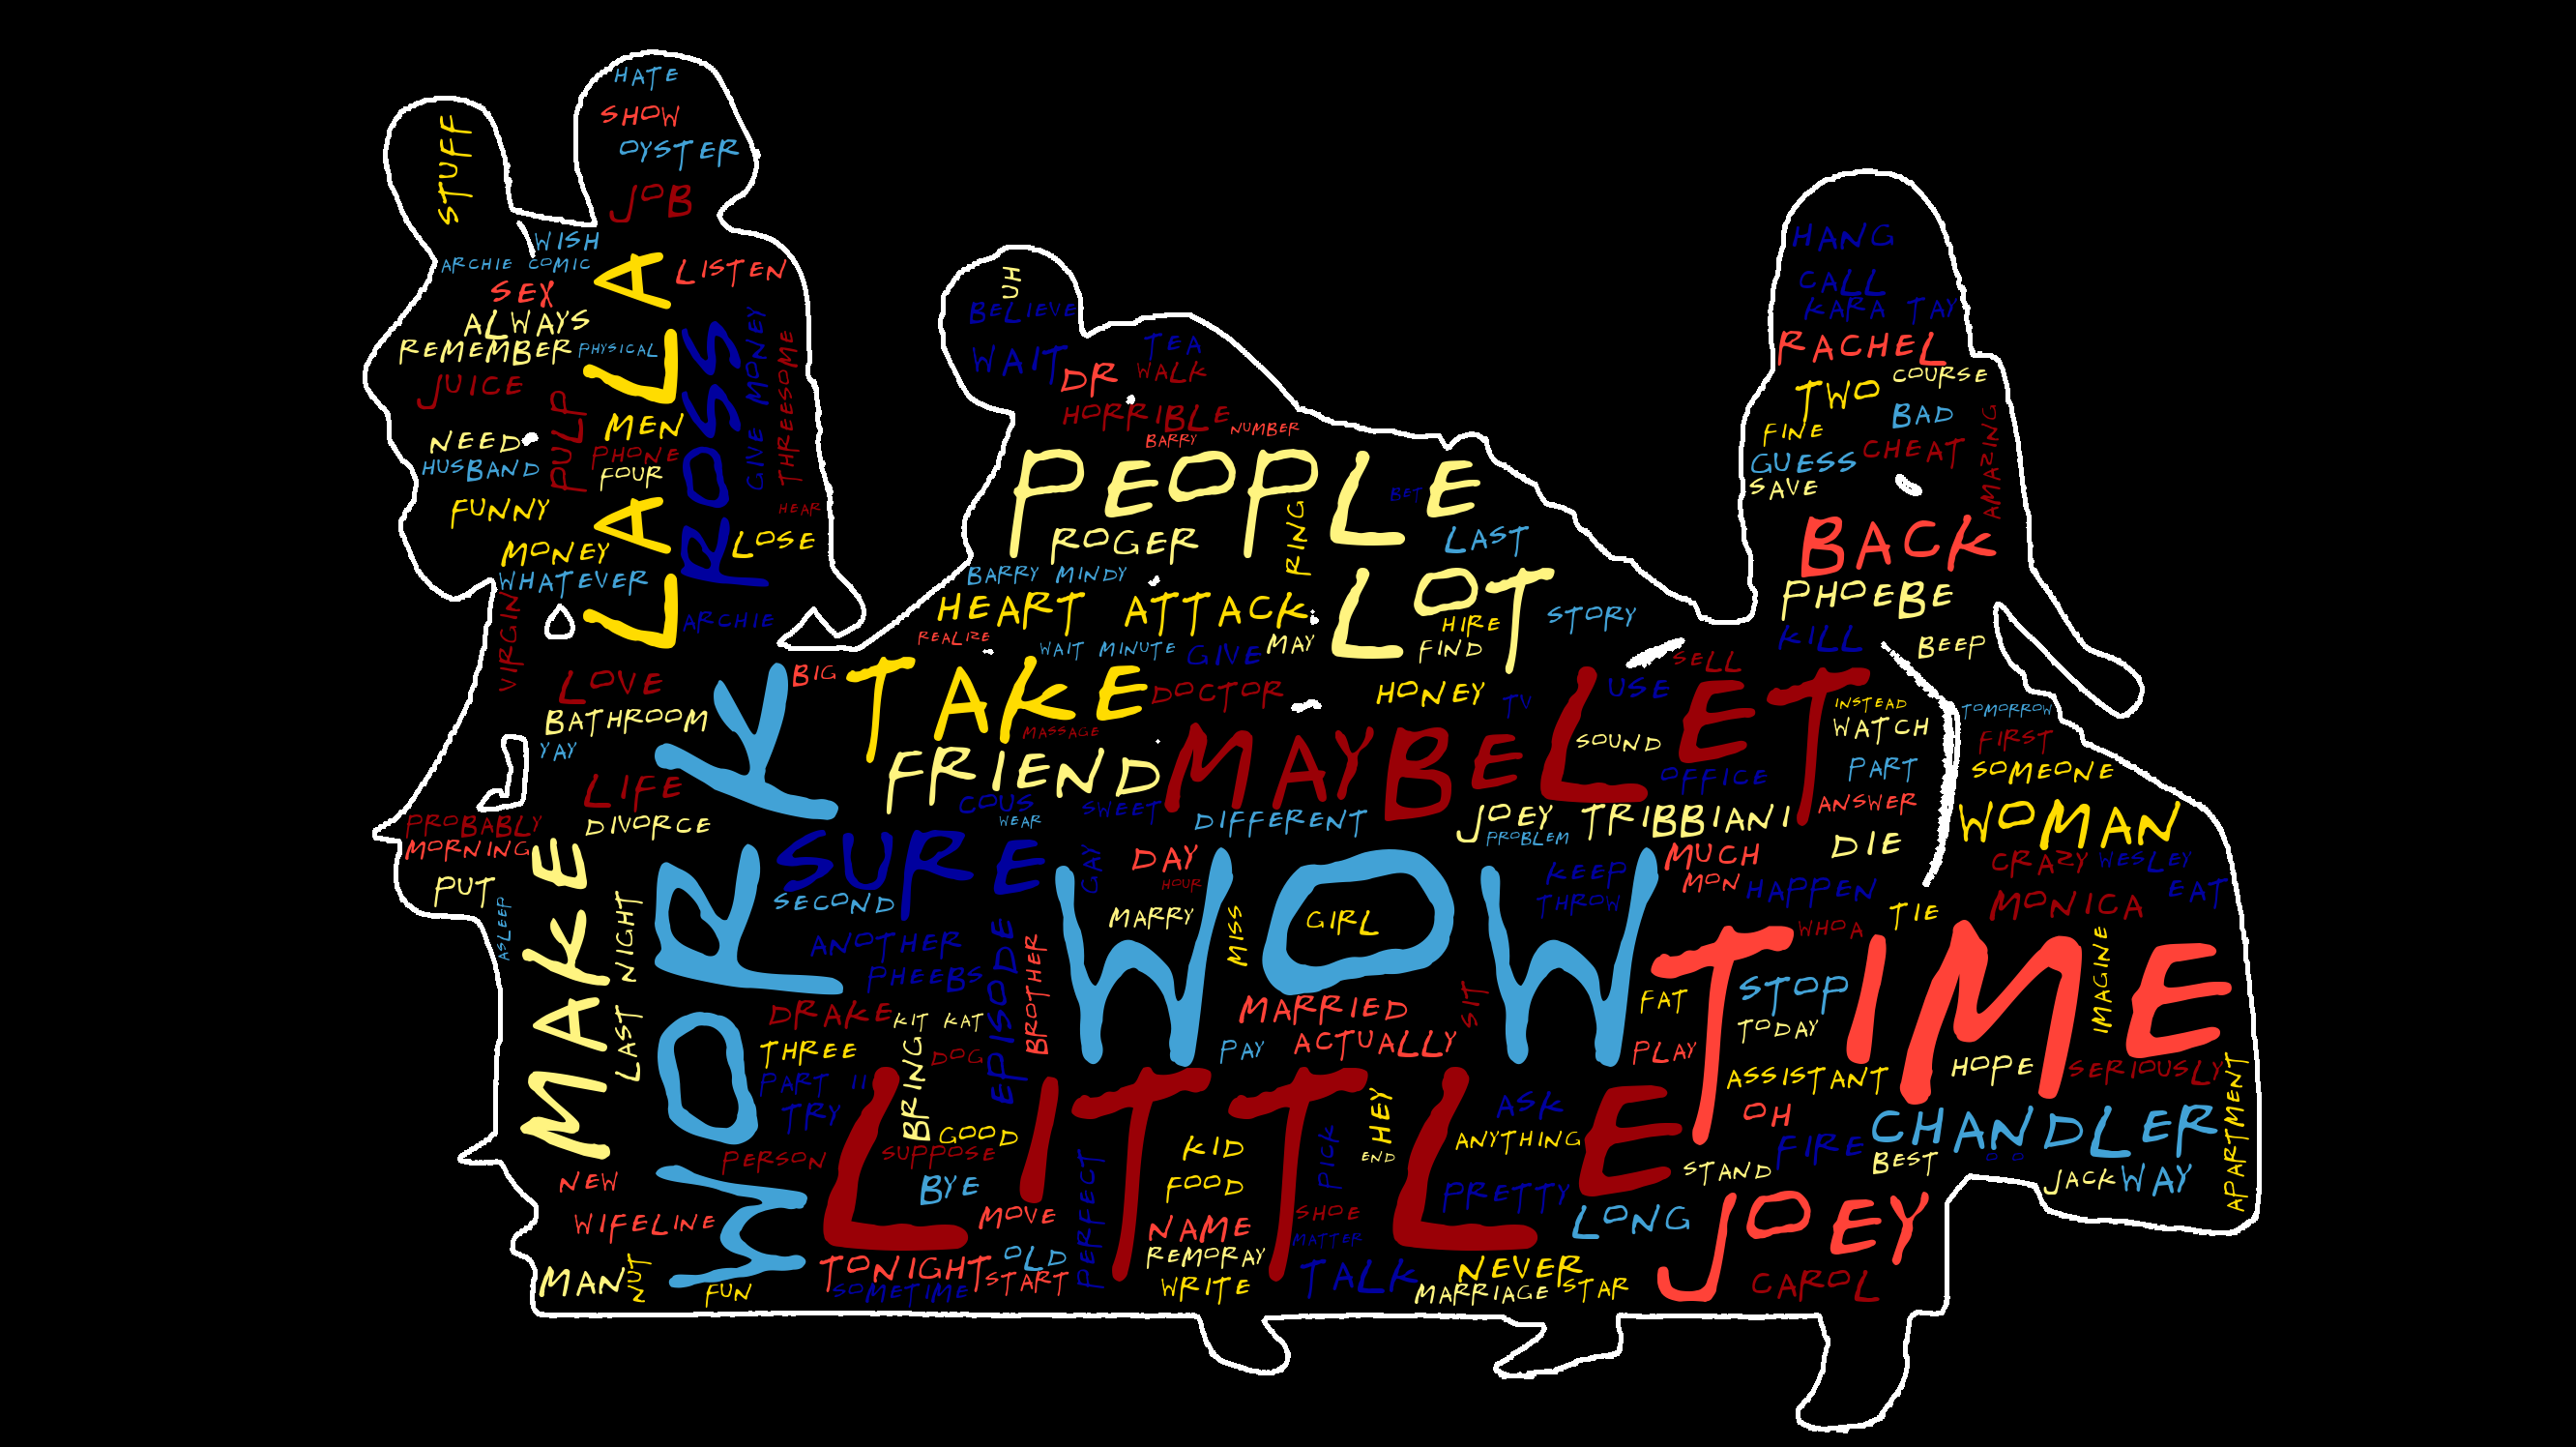 HATE
SHOW
OYSTER
JOB
STUFF
WISH
ARCHIE COMIC
SEX
LISTEN
ALWAYS
REMEMBER
PHYSICAL
JUICE
PULP
MEN
NEED
PHONE
HUSBAND
FOUR
FUNNY
MONEY
WHATEVER
LALALA
ROSS
GIVE MONEY
THREESOME
HEAR
LOSE
ARCHIE
VIRGIN
UH
BELIEVE
WAIT
TEA
DR
WALK
HORRIBLE
BARRY
NUMBER
PEOPLE
BET
RING
ROGER
LAST
BARRY MINDY
LOT
HEART ATTACK
HIRE
STORY
REALIZE
WAIT MINUTE
GIVE
MAY
FIND
HANG
CALL
KARA TAY
RACHEL
COURSE
TWO
BAD
FINE
CHEAT
AMAZING
GUESS
SAVE
BACK
PHOEBE
KILL
BEEP
LOVE
BATHROOM
YAY
LIFE
DIVORCE
PROBABLY
MORNING
PUT
ASLEEP
MAKE
LAST NIGHT
WORK
BIG
TAKE
DOCTOR
HONEY
TV
USE
SELL
LET
MASSAGE
FRIEND
MAYBE
SOUND
OFFICE
INSTEAD
WATCH
PART
ANSWER
TOMORROW
FIRST
SOMEONE
WOMAN
COUS
WEAR
SWEET
DIFFERENT
JOEY TRIBBIANI
PROBLEM
DIE
SURE
SECOND
ANOTHER
PHEEBS
EPISODE
BROTHER
GAY
DAY
HOUR
MARRY
MISS
WOW
GIRL
KEEP
THROW
MUCH
MON
HAPPEN
WHOA
TIE
CRAZY
WESLEY
EAT
MONICA
DRAKE
KIT KAT
THREE
DOG
PART II
TRY
BRING
GOOD
SUPPOSE
PERSON
BYE
MARRIED
PAY
ACTUALLY
SIT
FAT
PLAY
STOP
TODAY
TIME
IMAGINE
ASSISTANT
HOPE
SERIOUSLY
OH
FIRE
CHANDLER
BEST
JACK
WAY
APARTMENT
STAND
LITTLE
PERFECT
KID
FOOD
NAME
REMORAY
WRITE
PICK
HEY
END
SHOE
MATTER
ASK
ANYTHING
PRETTY
LONG
TALK
NEVER
MARRIAGE
STAR
JOEY
CAROL
NEW
WIFELINE
MAN
NUT
FUN
TONIGHT
SOMETIME
OLD
START
MOVE